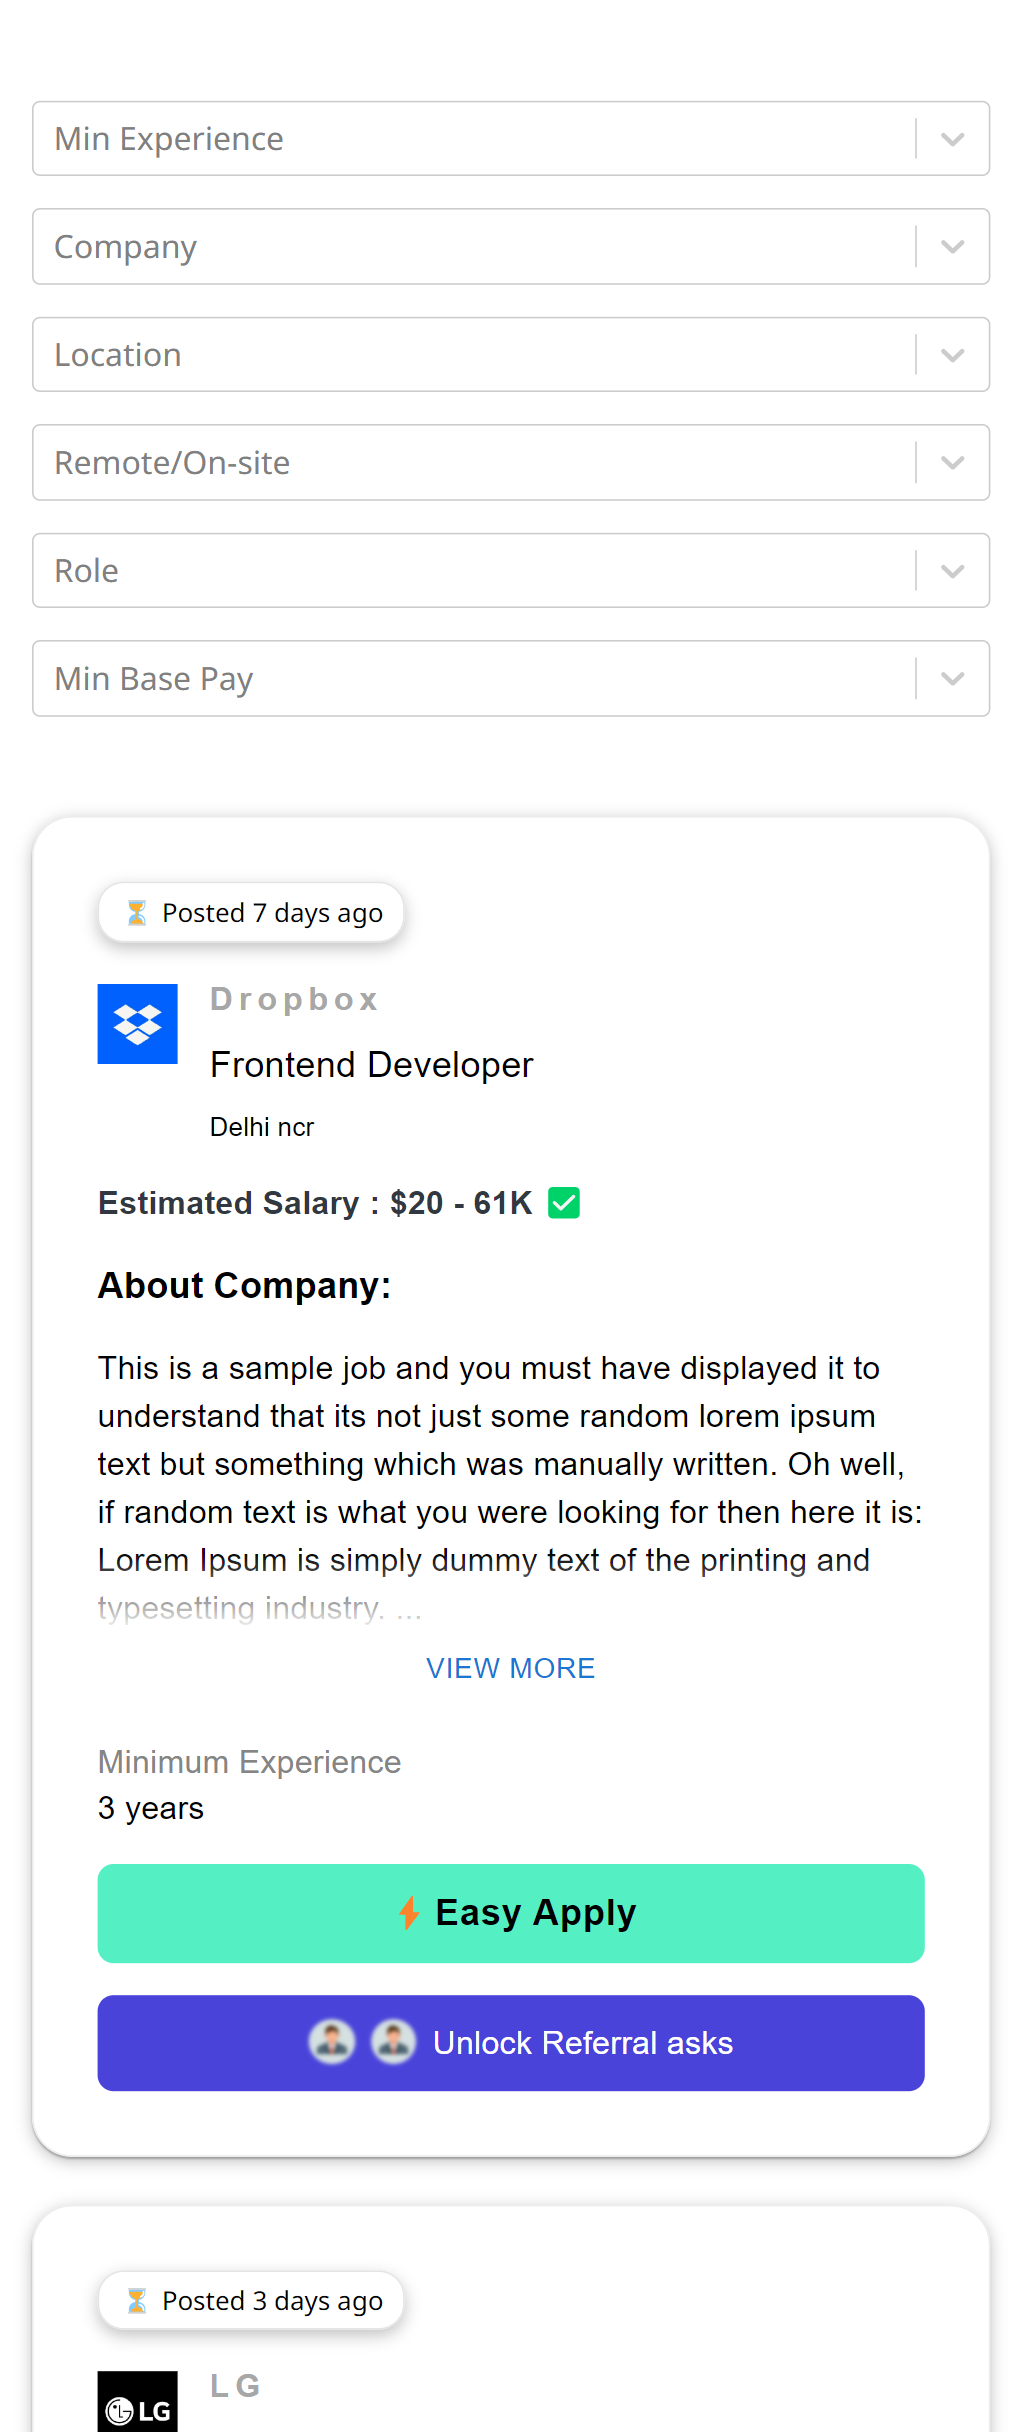 Min Experience
Company
Location
Remote/On-site
Role
Min Base Pay
Posted 7 days ago
Dropbox
Frontend Developer
Delhi ncr
Estimated Salary : $20 - 61K
About Company:
This is a sample job and you must have displayed it to
understand that its not just some random lorem ipsum
text but something which was manually written. Oh well,
if random text is what you were looking for then here it is:
Lorem Ipsum is simply dummy text of the printing and
typesetting industry. ...
VIEW MORE
Minimum Experience
3 years
Easy Apply
Unlock Referral asks
Posted 3 days ago
LG
LG